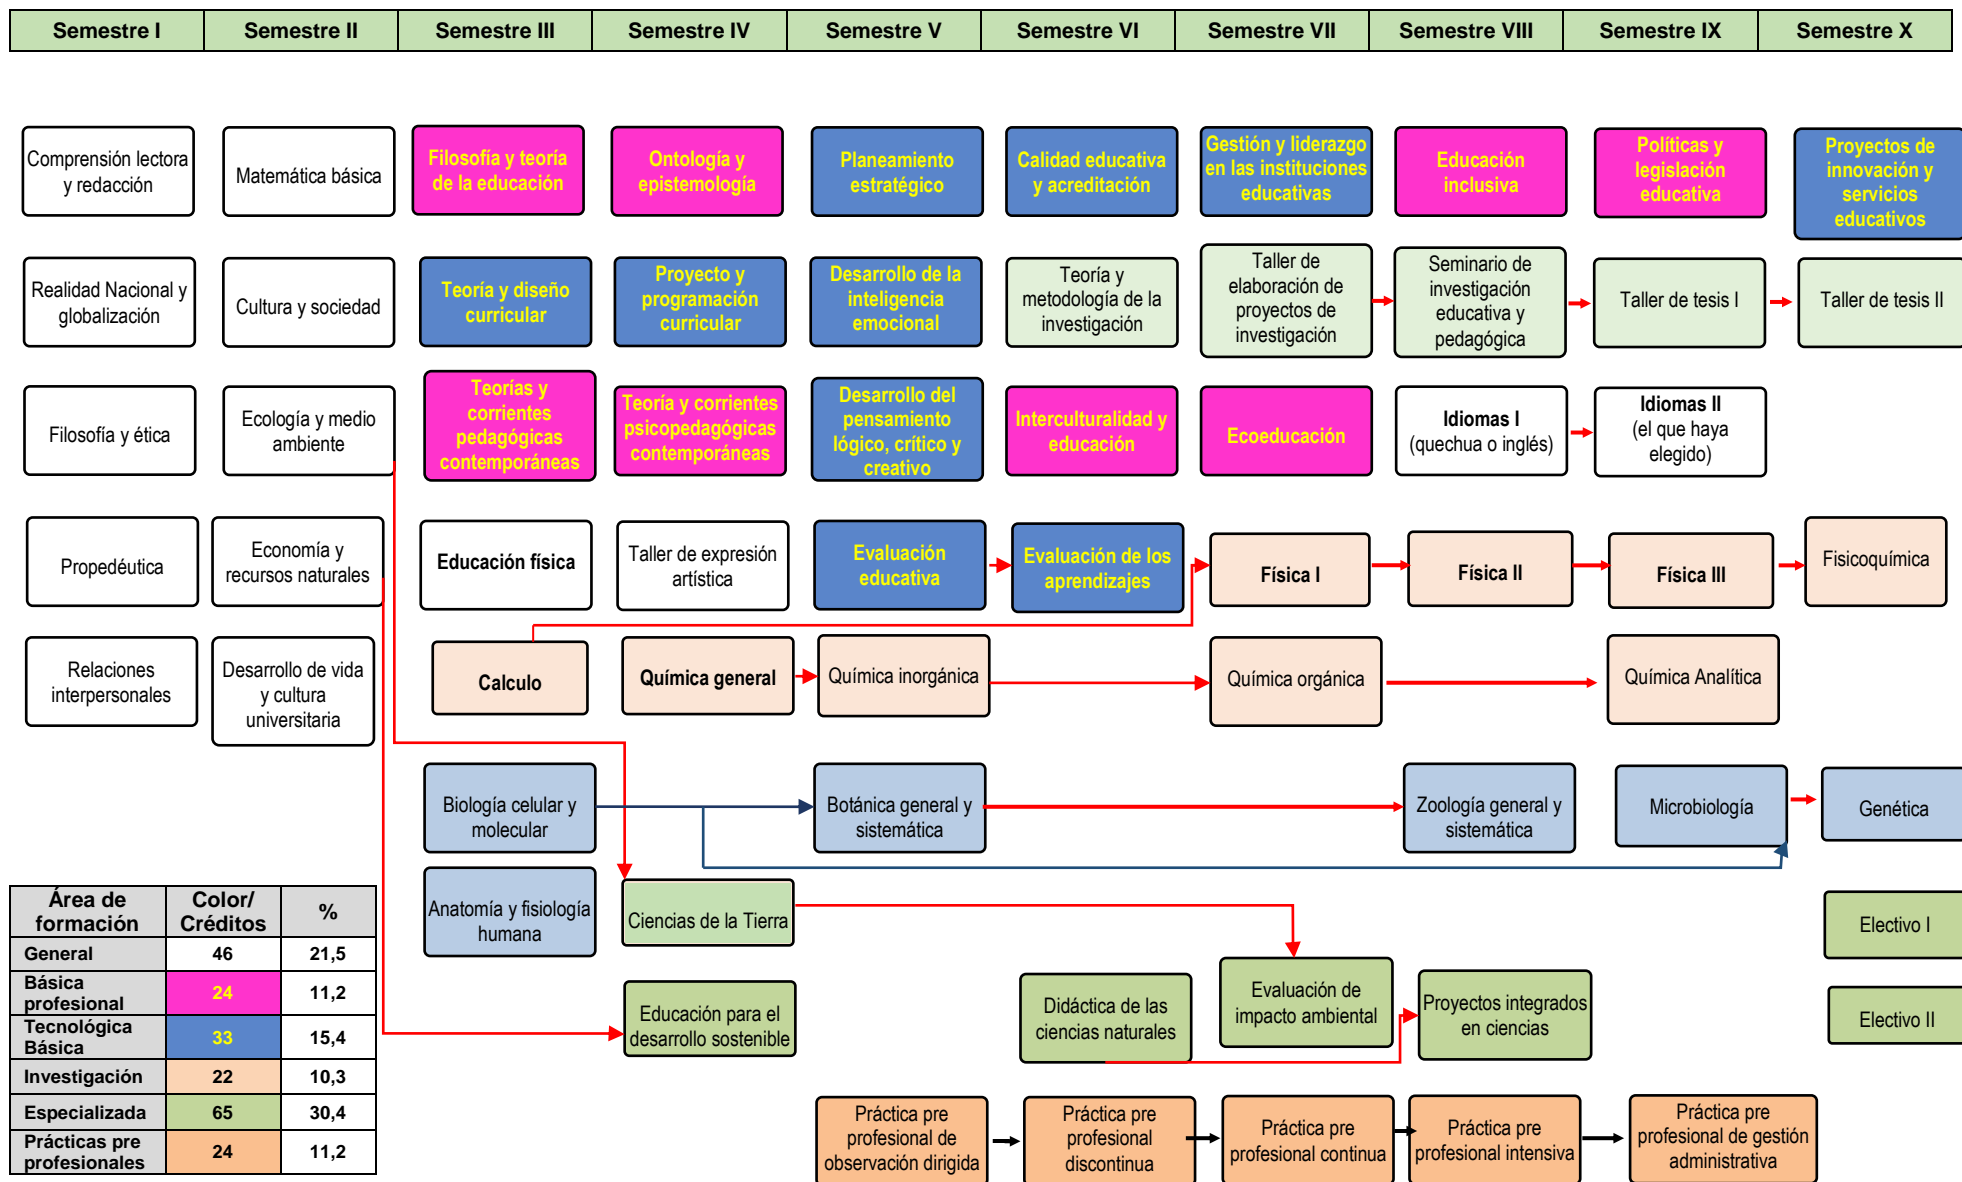 Semestre I
Semestre II
Semestre III
Semestre IV
Semestre V
Semestre VI
Semestre VII
Semestre VIII
Semestre IX
Semestre X
Comprensión lectora
y redacción
Matemática básica
Filosofía y teoría
de la educación
Ontología y
epistemología
Planeamiento
estratégico
Calidad educativa
y acreditación
Gestión y liderazgo
en las instituciones
educativas
Educación
inclusiva
Políticas y
legislación
educativa
Proyectos de
innovación y
servicios
educativos
Realidad Nacional y
globalización
Cultura y sociedad
Teoría y diseño
curricular
Proyecto y
programación
curricular
Desarrollo de la
inteligencia
emocional
Teoría y
metodología de la
investigación
Taller de
elaboración de
proyectos de
investigación
Seminario de
investigación
educativa y
pedagógica
Taller de tesis I
Taller de tesis II
Filosofía y ética
Ecología y medio
ambiente
Teorías y
corrientes
pedagógicas
contemporáneas
Teoría y corrientes
psicopedagógicas
contemporáneas
Desarrollo del
pensamiento
lógico, crítico y
creativo
Interculturalidad y
educación
Ecoeducación
Idiomas I
(quechua o inglés)
Idiomas II
(el que haya
elegido)
Propedéutica
Economía y
recursos naturales
Educación física
Taller de expresión
artística
Evaluación
educativa
Evaluación de los
aprendizajes
Física I
Física II
Física III
Fisicoquímica
Relaciones
interpersonales
Desarrollo de vida
y cultura
universitaria
Calculo
Química general
Química inorgánica
Química orgánica
Química Analítica
Biología celular y
molecular
Botánica general y
sistemática
Zoología general y
sistemática
Microbiología
Genética
Anatomía y fisiología
humana
Ciencias de la Tierra
Electivo I
Educación para el
desarrollo sostenible
Didáctica de las
ciencias naturales
Evaluación de
impacto ambiental
Proyectos integrados
en ciencias
Electivo II
Práctica pre
profesional de
observación dirigida
Práctica pre
profesional
discontinua
Práctica pre
profesional continua
Práctica pre
profesional intensiva
Práctica pre
profesional de gestión
administrativa
Área de
formación
Color/
Créditos
%
General
46
21,5
Básica
profesional
24
11,2
Tecnológica
Básica
33
15,4
Investigación
22
10,3
Especializada
65
30,4
Prácticas pre
profesionales
24
11,2